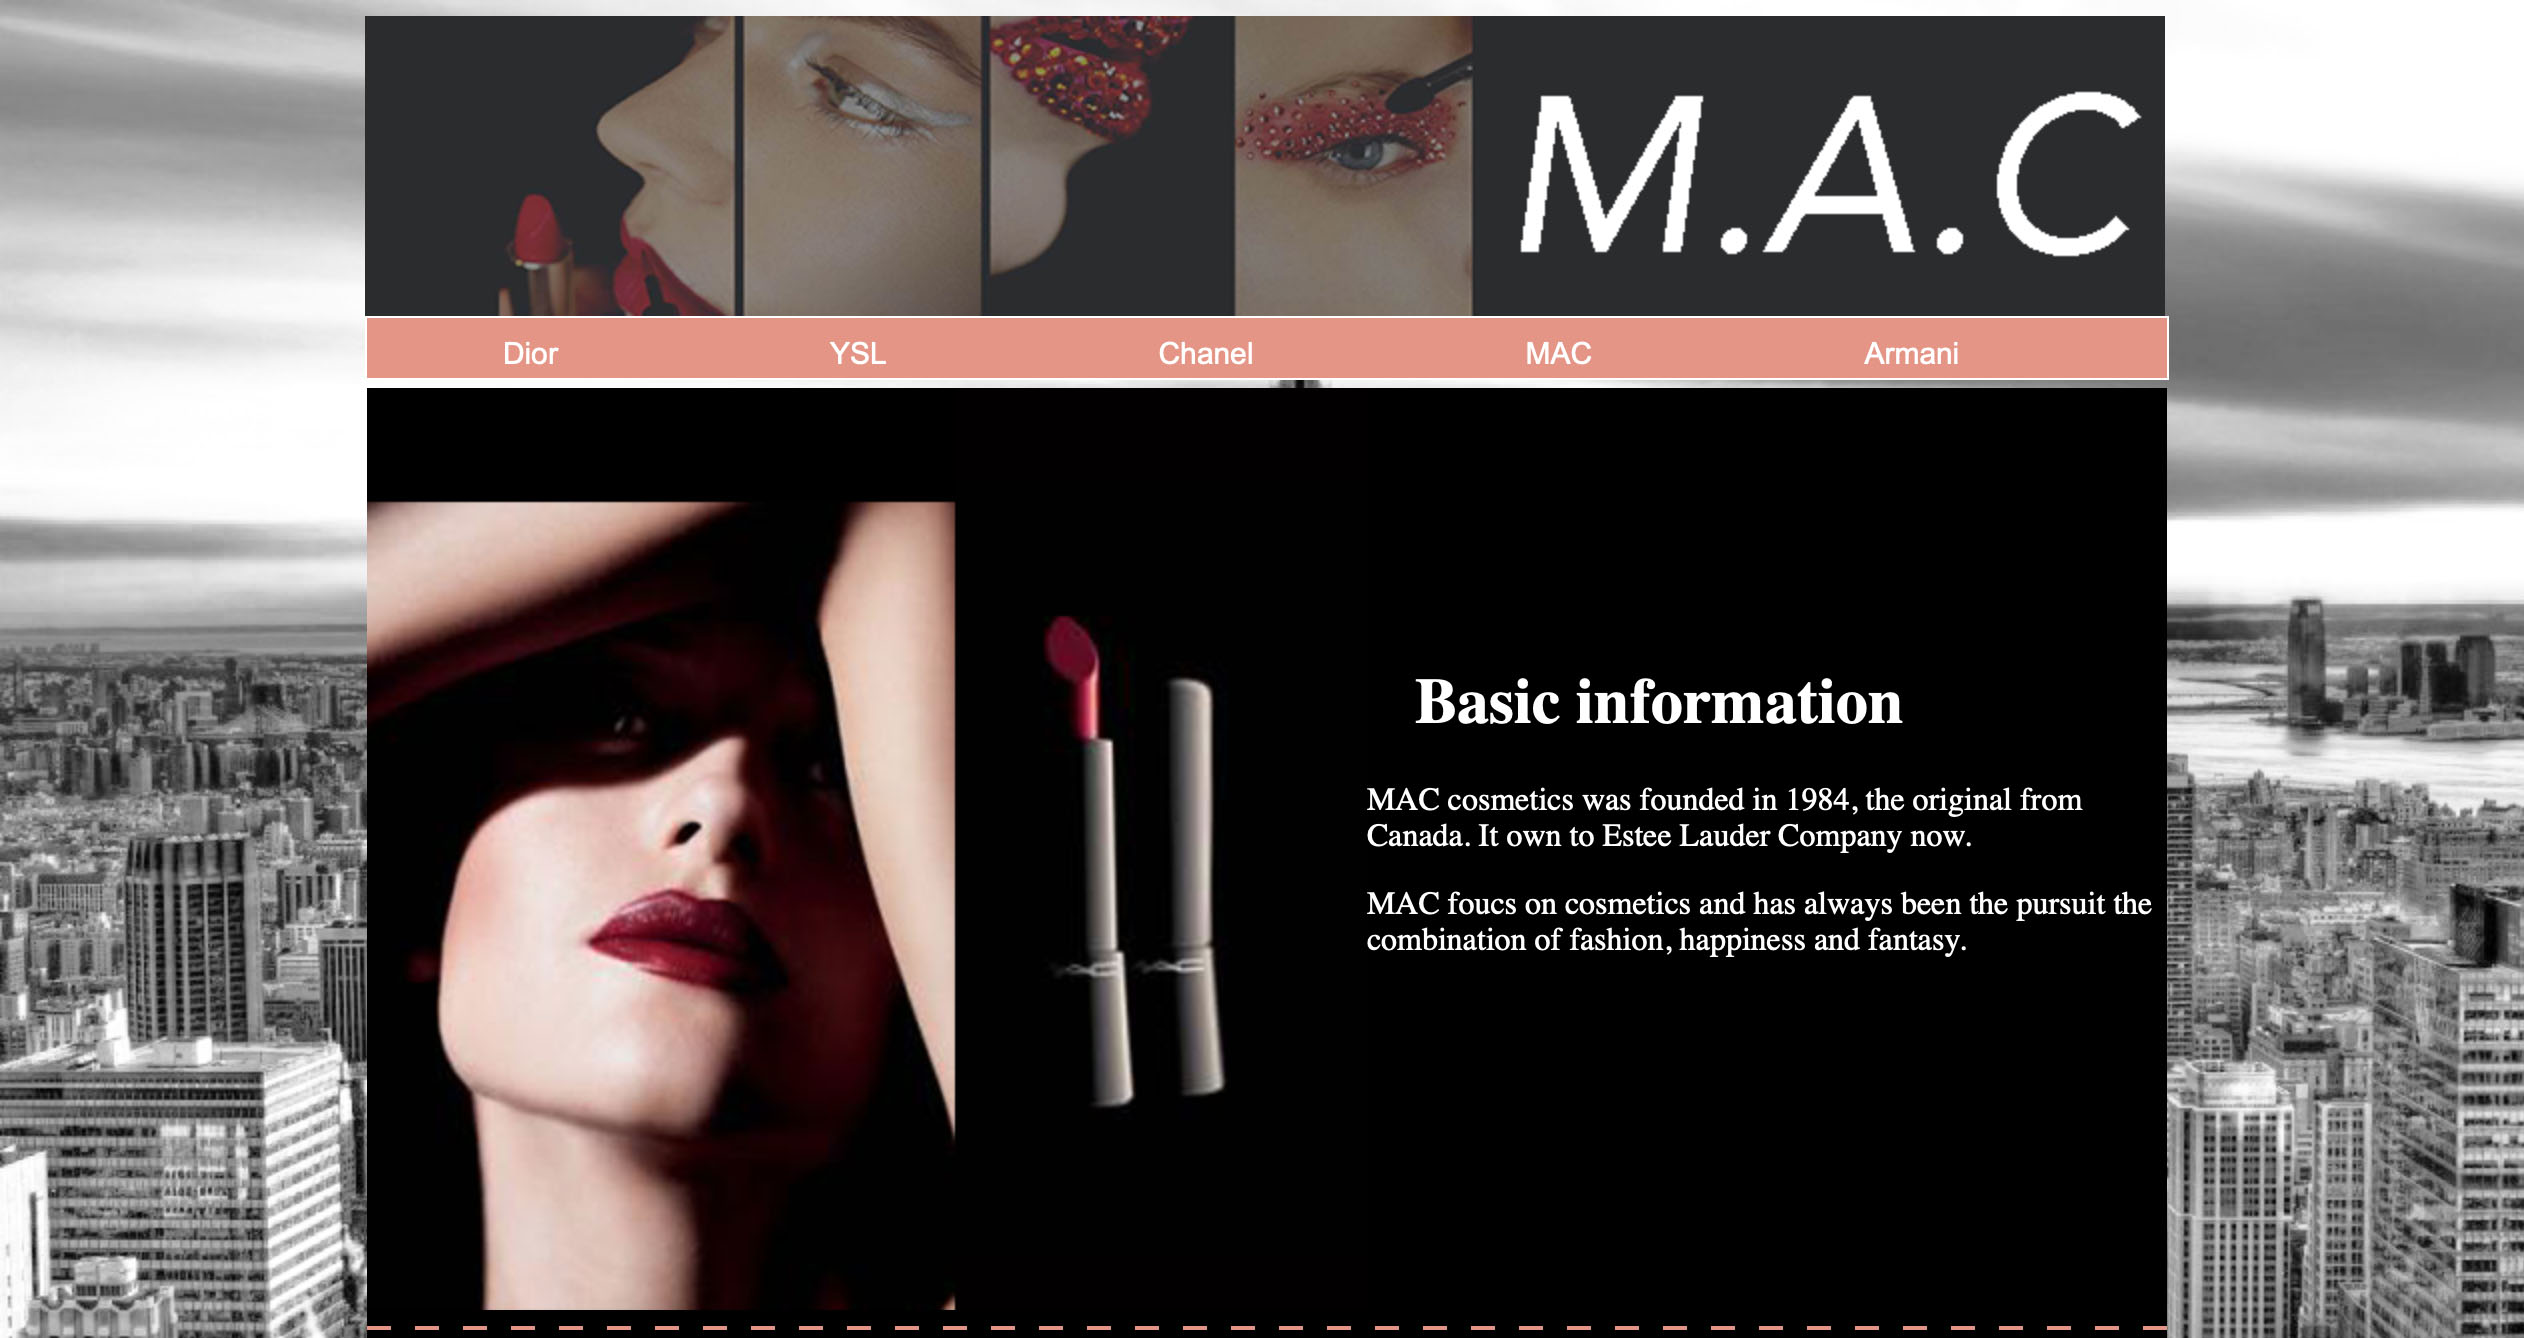 M.A.C
Dior YSL Chanel MAC Armani
Basic information
MAC cosmetics was founded in 1984, the original from
Canada. It own to Estee Lauder Company now.
MAC foucs on cosmetics and has always been the pursuit the
combination of fashion, happiness and fantasy.
MAC MAC